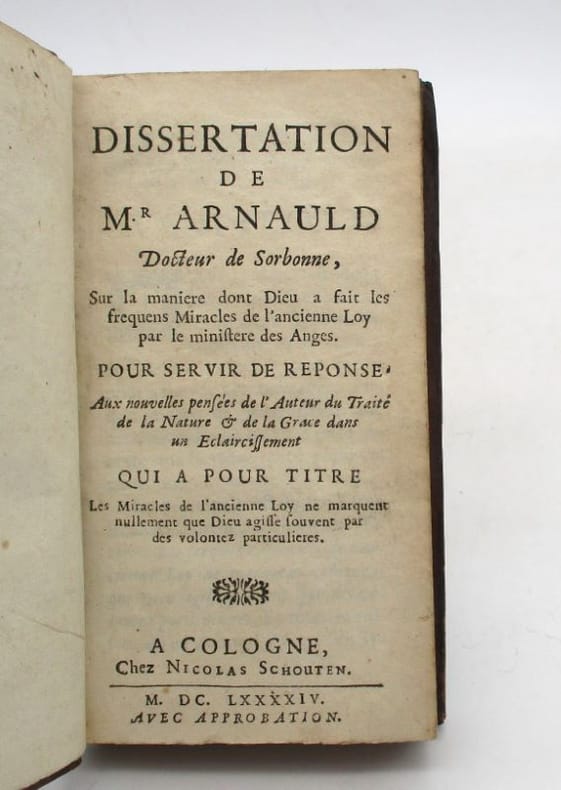 DISSERTATION
DE
M.R ARNAULD
Docteur de Sorbonne,
Sur la maniere dont Dieu a fait les
frequens Miracles de l'ancienne Loy
par le miniſtere des Anges.
POUR SERVIR DE REPONSE
Aux nouvelles penſées de l'Auteur du Traité
de la Nature & de la Grace dans
un Eclairciſſement
QUI A POUR TITRE
Les Miracles de l'ancienne Loy ne marquent
nullement que Dieu agiſſe ſouvent par
des volontez particulieres.
A COLOGNE,
Chez NICOLAS SCHOUTEN.
M. DC. LXXXXIV.
AVEC APPROBATION.